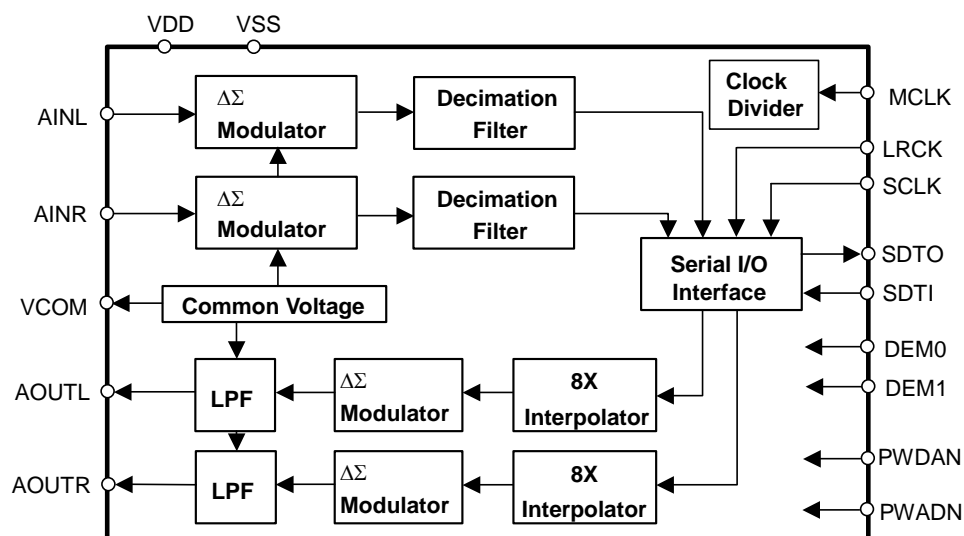 VDD
VSS
AINL
ΔΣ
Modulator
Decimation
Filter
Clock
Divider
MCLK
LRCK
SCLK
AINR
ΔΣ
Modulator
Decimation
Filter
Serial I/O
Interface
SDTO
SDTI
VCOM
Common Voltage
DEM0
DEM1
AOUTL
LPF
ΔΣ
Modulator
8X
Interpolator
PWDAN
AOUTR
LPF
ΔΣ
Modulator
8X
Interpolator
PWADN